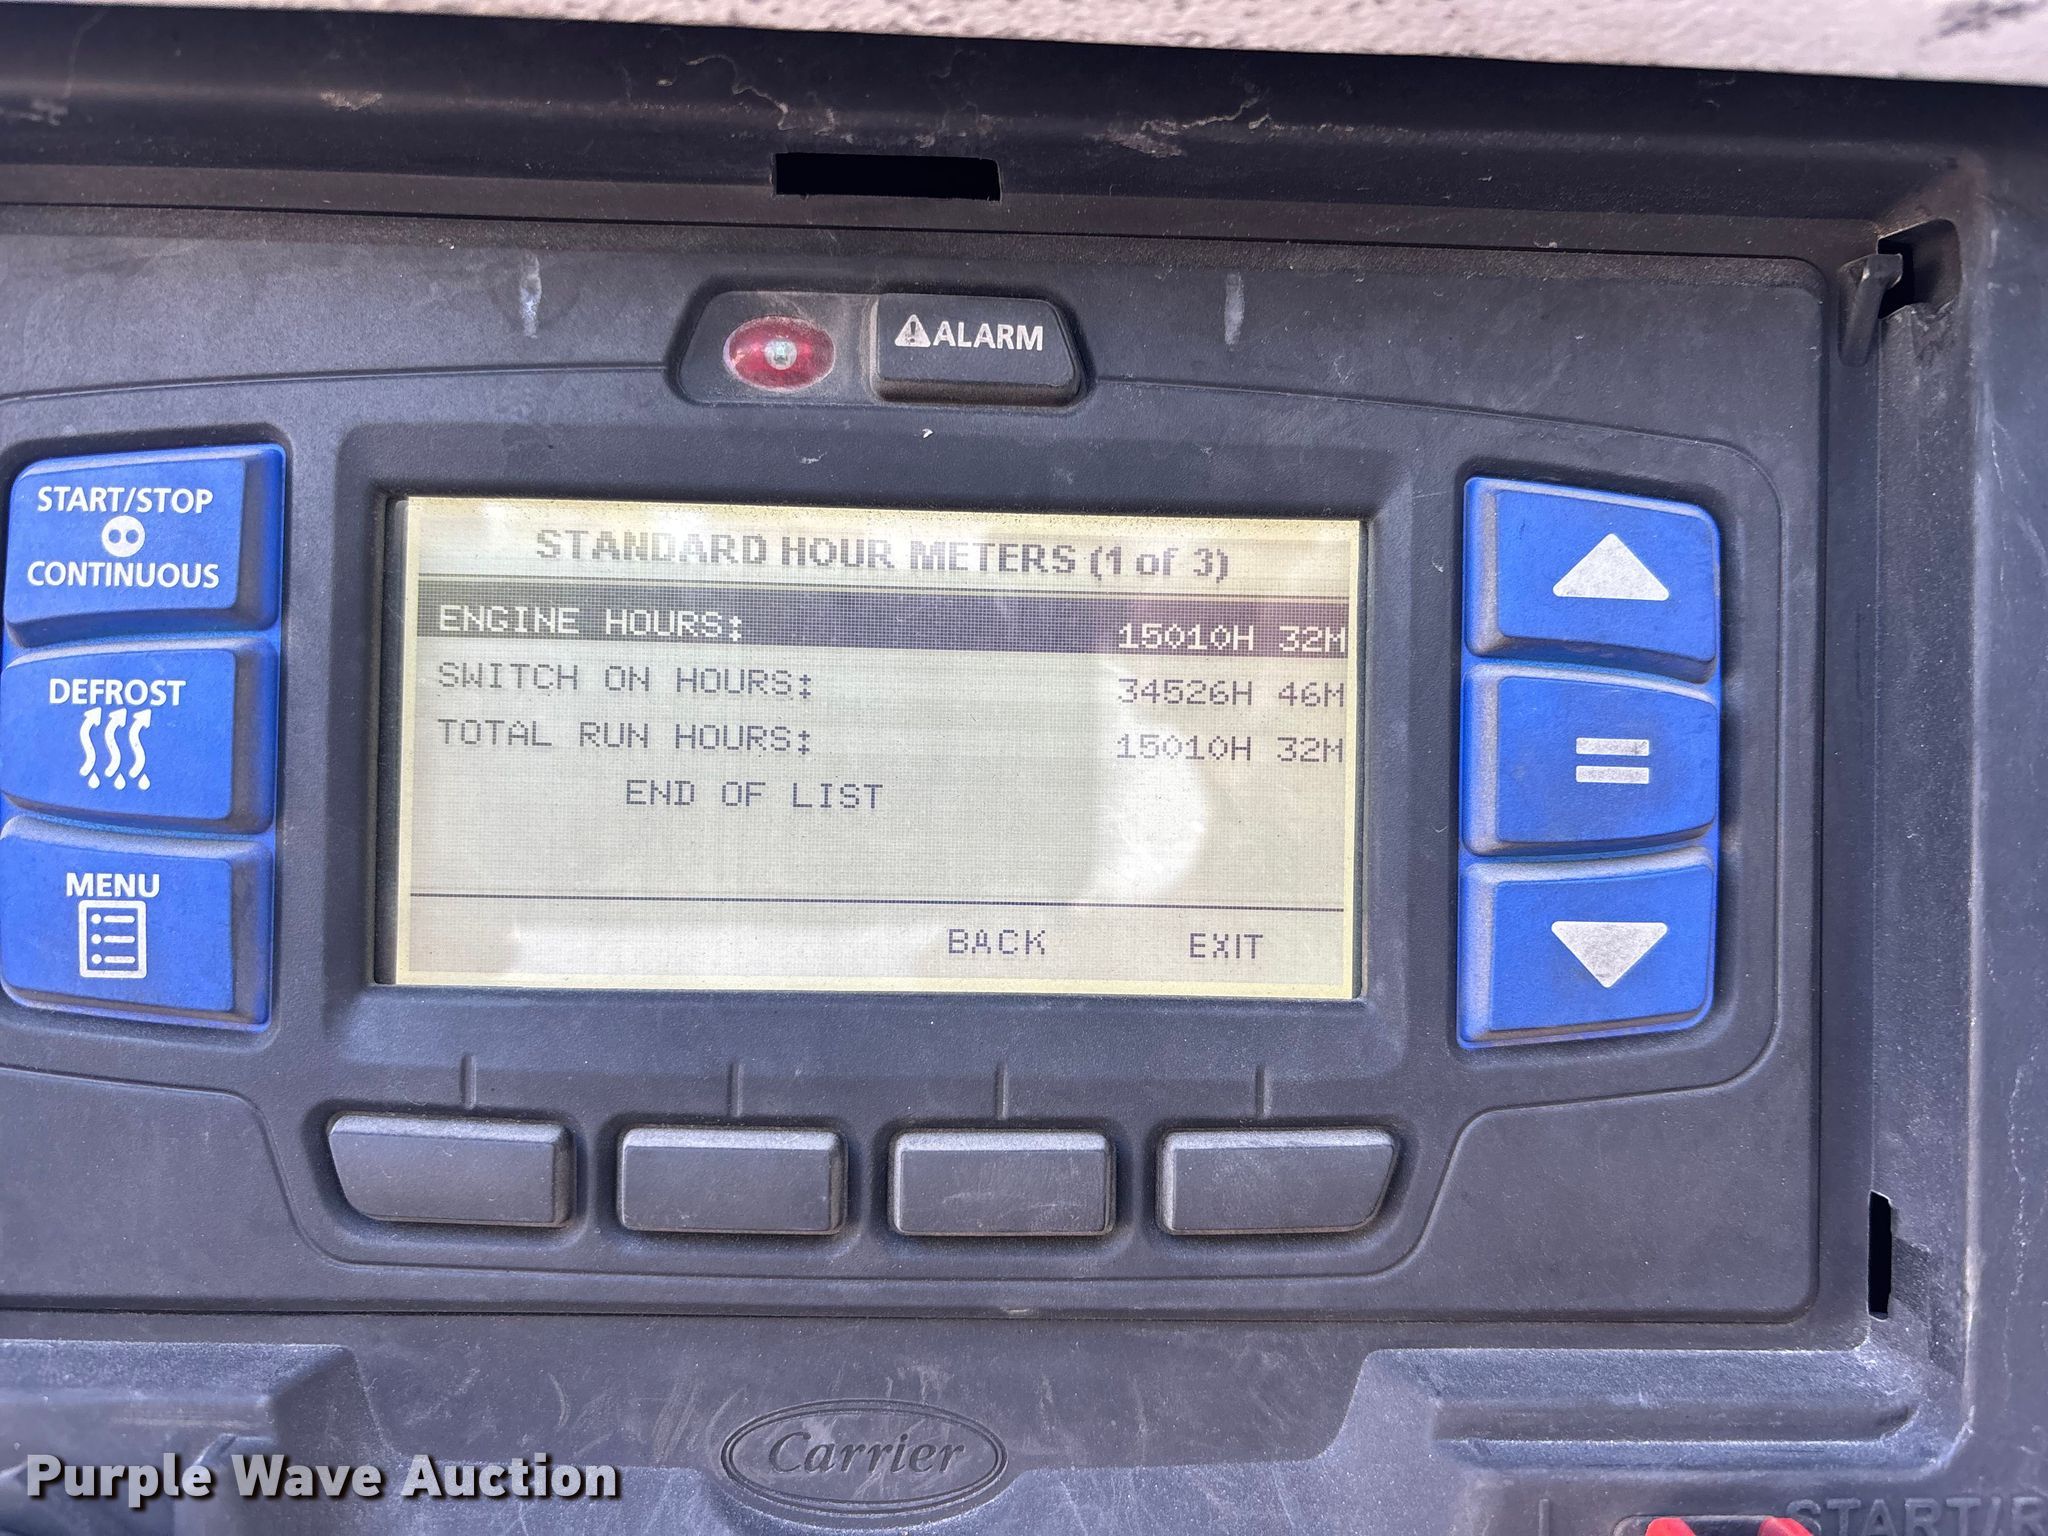 ALARM
START/STOP
CONTINUOUS
DEFROST
MENU
STANDARD HOUR METERS (1 of 3)
ENGINE HOURS: 15010H 32M
SWITCH ON HOURS: 34526H 46M
TOTAL RUN HOURS: 15010H 32M
END OF LIST
BACK EXIT
Carrier
Purple Wave Auction
START/R